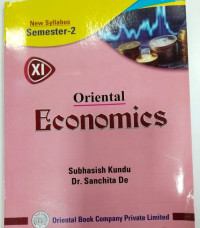 New Syllabus
Semester-2
XI
Oriental
Economics
Subhasish Kundu
Dr. Sanchita De
Oriental Book Company Private Limited